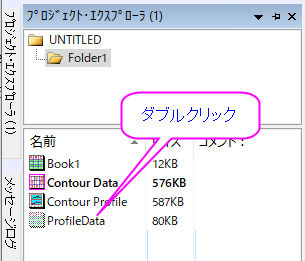 プロジェクト・エクスプローラ (1)
プロジェクト・エクスプローラ (1)
メッセージログ
UNTITLED
Folder1
ダブルクリック
名前 コメント：
Book1 12KB
Contour Data 576KB
Contour Profile 587KB
ProfileData 80KB